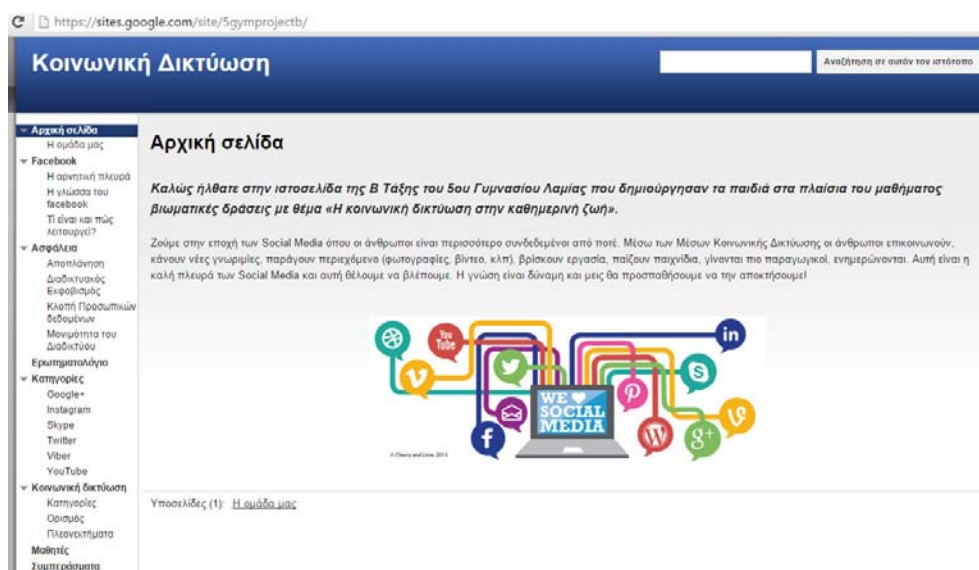 https://sites.google.com/site/5gymprojectb/
Κοινωνική Δικτύωση
Αναζήτηση σε αυτόν τον ιστότοπο
Αρχική σελίδα
Η ομάδα μας
Facebook
Η αρνητική πλευρά
Η γλώσσα του
facebook
Τί είναι και πώς
λειτουργεί?
Ασφάλεια
Αποπλάνηση
Διαδικτυακός
Εκφοβισμός
Κλοπή Προσωπικών
δεδομένων
Μονιμότητα του
Διαδικτύου
Ερωτηματολόγιο
Κατηγορίες
Google+
Instagram
Skype
Twitter
Viber
YouTube
Κοινωνική δικτύωση
Κατηγορίες
Ορισμός
Πλεονεκτήματα
Μαθητές
Συμπεράσματα
Αρχική σελίδα
Καλώς ήλθατε στην ιστοσελίδα της Β Τάξης του 5ου Γυμνασίου Λαμίας που δημιούργησαν τα παιδιά στα πλαίσια του μαθήματος
βιωματικές δράσεις με θέμα «Η κοινωνική δικτύωση στην καθημερινή ζωή».
Ζούμε στην εποχή των Social Media όπου οι άνθρωποι είναι περισσότερο συνδεδεμένοι από ποτέ. Μέσω των Μέσων Κοινωνικής Δικτύωσης οι άνθρωποι επικοινωνούν,
κάνουν νέες γνωριμίες, παράγουν περιεχόμενο (φωτογραφίες, βίντεο, κλπ), βρίσκουν εργασία, παίζουν παιχνίδια, γίνονται πιο παραγωγικοί, ενημερώνονται. Αυτή είναι η
καλή πλευρά των Social Media και αυτή θέλουμε να βλέπουμε. Η γνώση είναι δύναμη και μεις θα προσπαθήσουμε να την αποκτήσουμε!
You
Tube
in
WE
SOCIAL
MEDIA
g+
© Cherry and Lime, 2013
Υποσελίδες (1): Η ομάδα μας